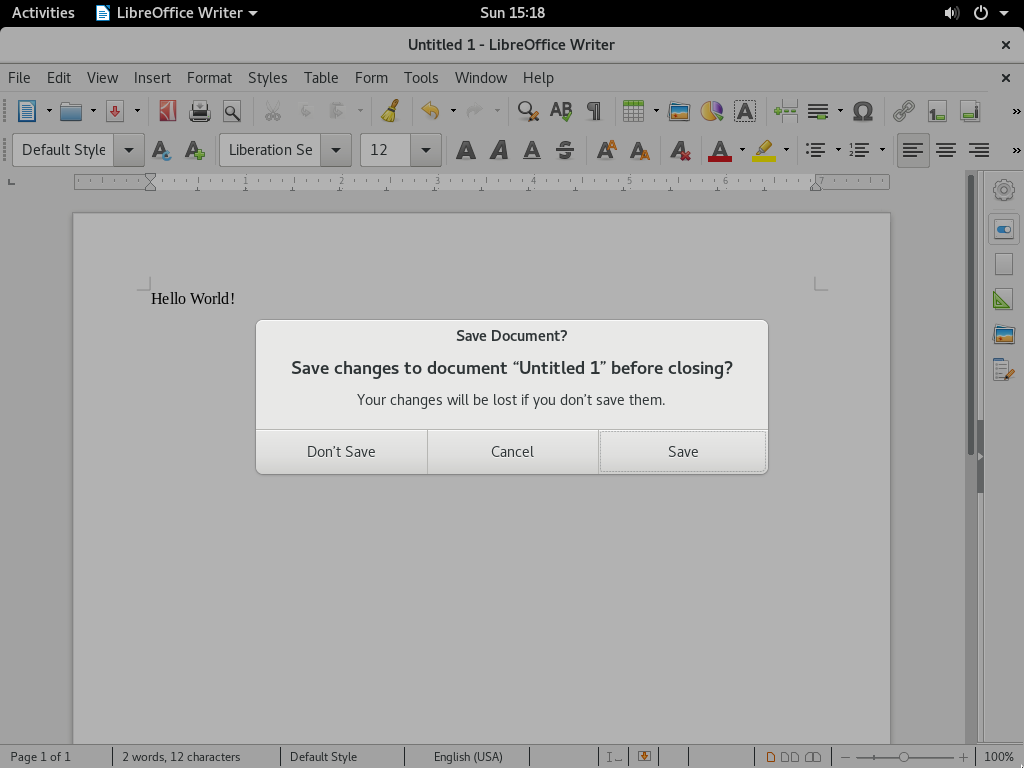 Activities LibreOffice Writer Sun 15:18
Untitled 1 - LibreOffice Writer
File Edit View Insert Format Styles Table Form Tools Window Help
Default Style Liberation Se 12
1 2 3 4 5 6 7
Hello World!
Save Document?
Save changes to document “Untitled 1” before closing?
Your changes will be lost if you don’t save them.
Don’t Save Cancel Save
Page 1 of 1 2 words, 12 characters Default Style English (USA) 100%